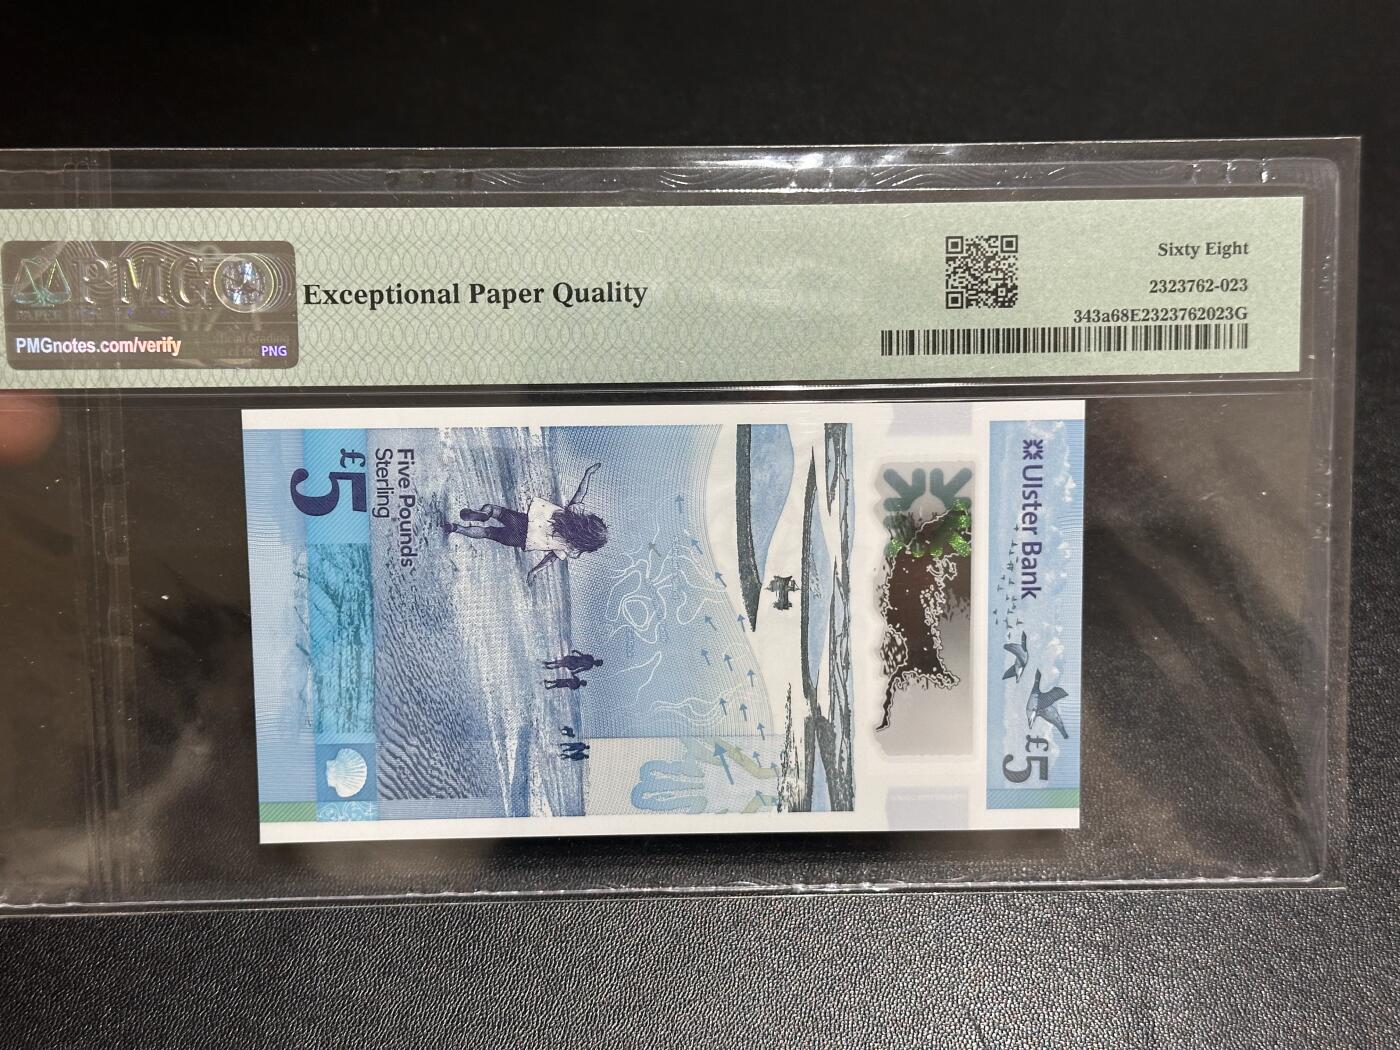 PMG
PMGnotes.com/verify
PNG
Exceptional Paper Quality
Sixty Eight
2323762-023
343a68E2323762023G
Ulster Bank
£5
Five Pounds
Sterling
£5